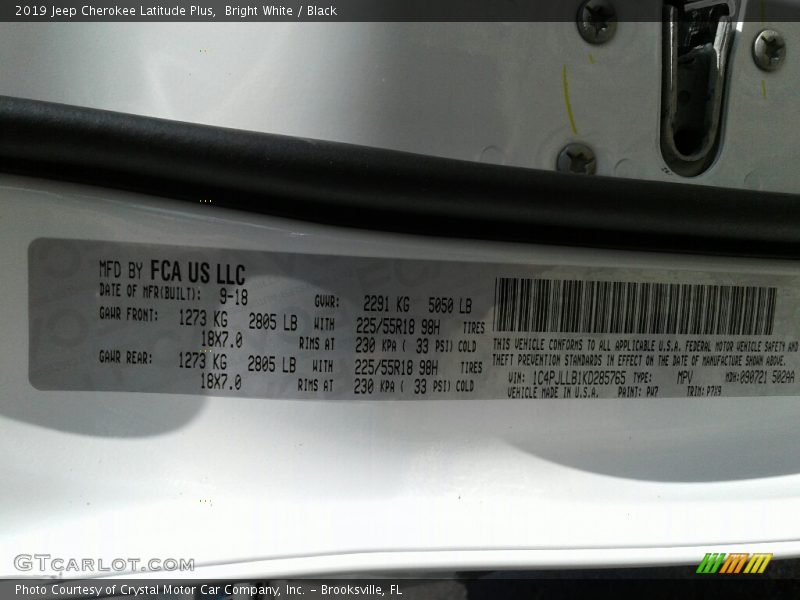 2019 Jeep Cherokee Latitude Plus,  Bright White / Black
MFD BY FCA US LLC
DATE OF MFR(BUILT): 9-18 GVWR: 2291 KG 5050 LB
GAWR FRONT: 1273 KG 2805 LB WITH 225/55R18 98H TIRES
18X7.0 RIMS AT 230 KPA ( 33 PSI) COLD
GAWR REAR: 1273 KG 2805 LB WITH 225/55R18 98H TIRES
18X7.0 RIMS AT 230 KPA ( 33 PSI) COLD
THIS VEHICLE CONFORMS TO ALL APPLICABLE U.S.A. FEDERAL MOTOR VEHICLE SAFETY AND
THEFT PREVENTION STANDARDS IN EFFECT ON THE DATE OF MANUFACTURE SHOWN ABOVE.
VIN: 1C4PJLLB1KD285765 TYPE: MPV MDH:090721 502AA
VEHICLE MADE IN U.S.A. PAINT: PW7 TRIM:P7X9
GTCARLOT.COM
Photo Courtesy of Crystal Motor Car Company, Inc. – Brooksville, FL